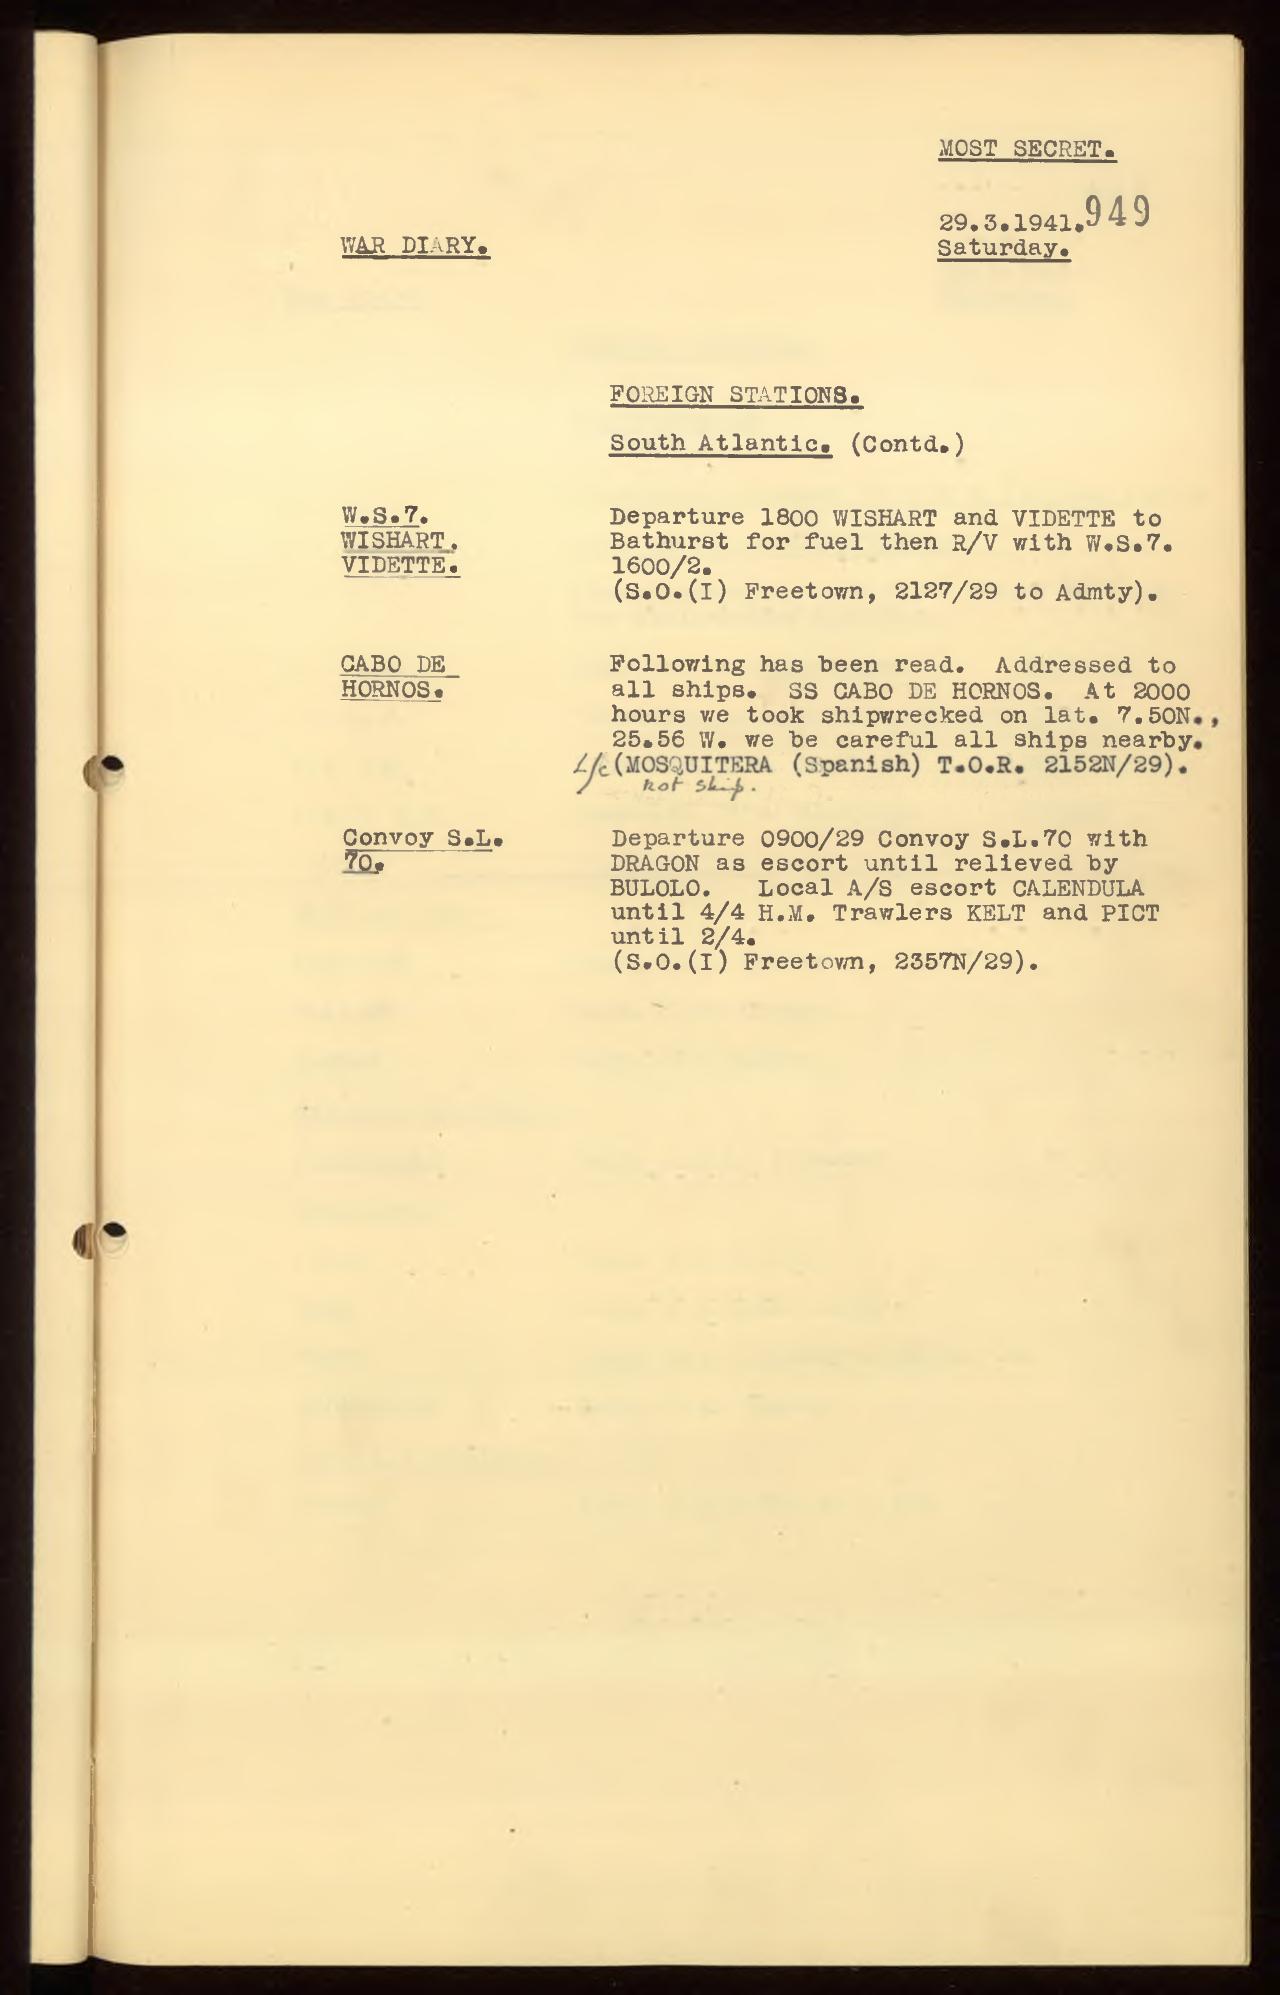 MOST SECRET.
29.3.1941. 949
WAR DIARY.
Saturday.
FOREIGN STATIONS.
South Atlantic. (Contd.)
W.S.7.
WISHART.
VIDETTE.
Departure 1800 WISHART and VIDETTE to
Bathurst for fuel then R/V with W.S.7.
1600/2.
(S.O.(I) Freetown, 2127/29 to Admty).
CABO DE
HORNOS.
Following has been read. Addressed to
all ships. SS CABO DE HORNOS. At 2000
hours we took shipwrecked on lat. 7.50N.,
25.56 W. we be careful all ships nearby.
L/c (MOSQUITERA (Spanish) T.O.R. 2152N/29).
not ship.
Convoy S.L.
70.
Departure 0900/29 Convoy S.L.70 with
DRAGON as escort until relieved by
BULOLO. Local A/S escort CALENDULA
until 4/4 H.M. Trawlers KELT and PICT
until 2/4.
(S.O.(I) Freetown, 2357N/29).